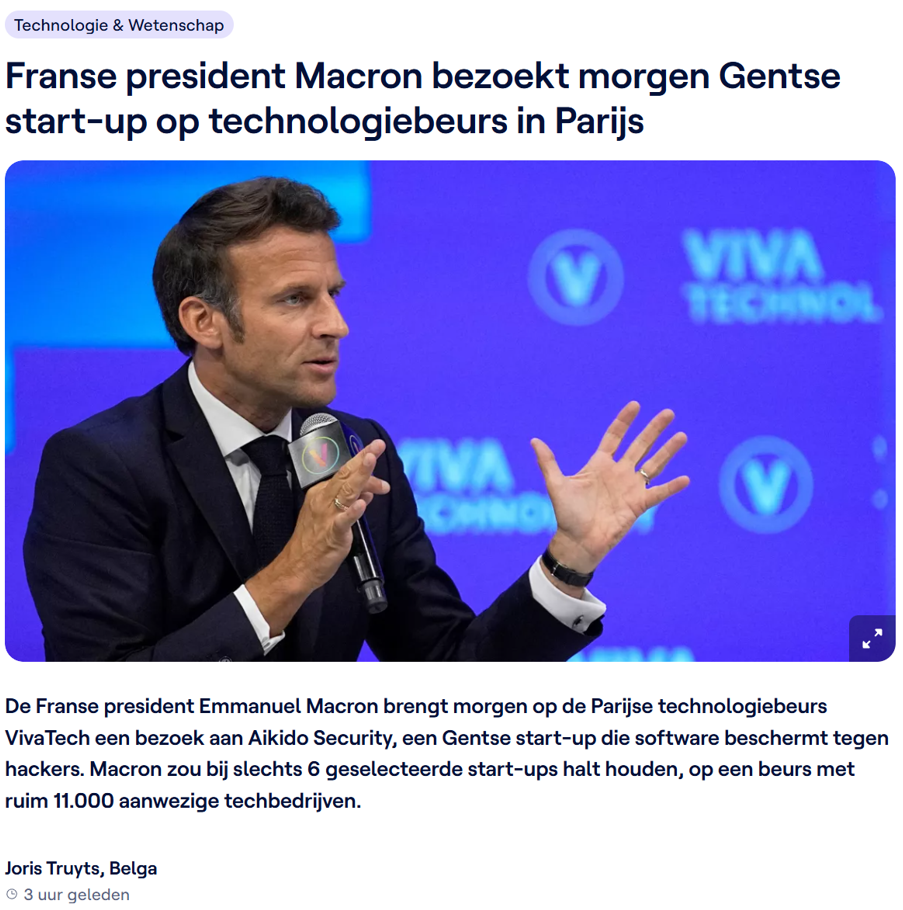 Technologie & Wetenschap
Franse president Macron bezoekt morgen Gentse
start-up op technologiebeurs in Parijs
VIVA
TECHNOL
V
V
VIVA
V
De Franse president Emmanuel Macron brengt morgen op de Parijse technologiebeurs
VivaTech een bezoek aan Aikido Security, een Gentse start-up die software beschermt tegen
hackers. Macron zou bij slechts 6 geselecteerde start-ups halt houden, op een beurs met
ruim 11.000 aanwezige techbedrijven.
Joris Truyts, Belga
3 uur geleden